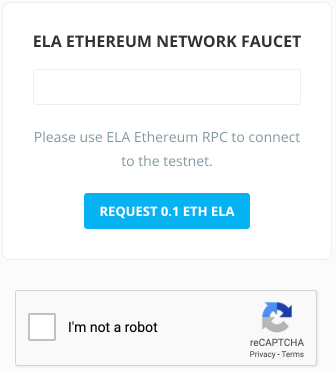 ELA ETHEREUM NETWORK FAUCET
Please use ELA Ethereum RPC to connect
to the testnet.
REQUEST 0.1 ETH ELA
I'm not a robot
reCAPTCHA
Privacy - Terms